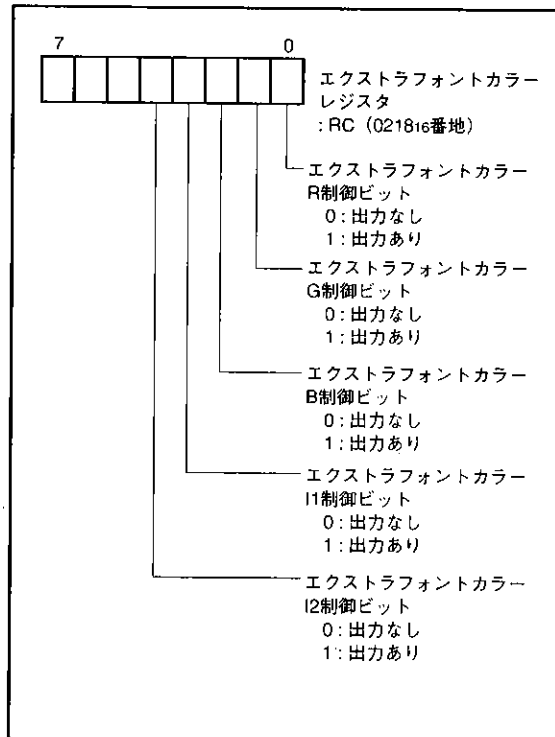 7 0
エクストラフォントカラー
レジスタ
: RC (021816番地)
エクストラフォントカラー
R制御ビット
0 : 出力なし
1 : 出力あり
エクストラフォントカラー
G制御ビット
0 : 出力なし
1 : 出力あり
エクストラフォントカラー
B制御ビット
0 : 出力なし
1 : 出力あり
エクストラフォントカラー
I1制御ビット
0 : 出力なし
1 : 出力あり
エクストラフォントカラー
I2制御ビット
0 : 出力なし
1 : 出力あり